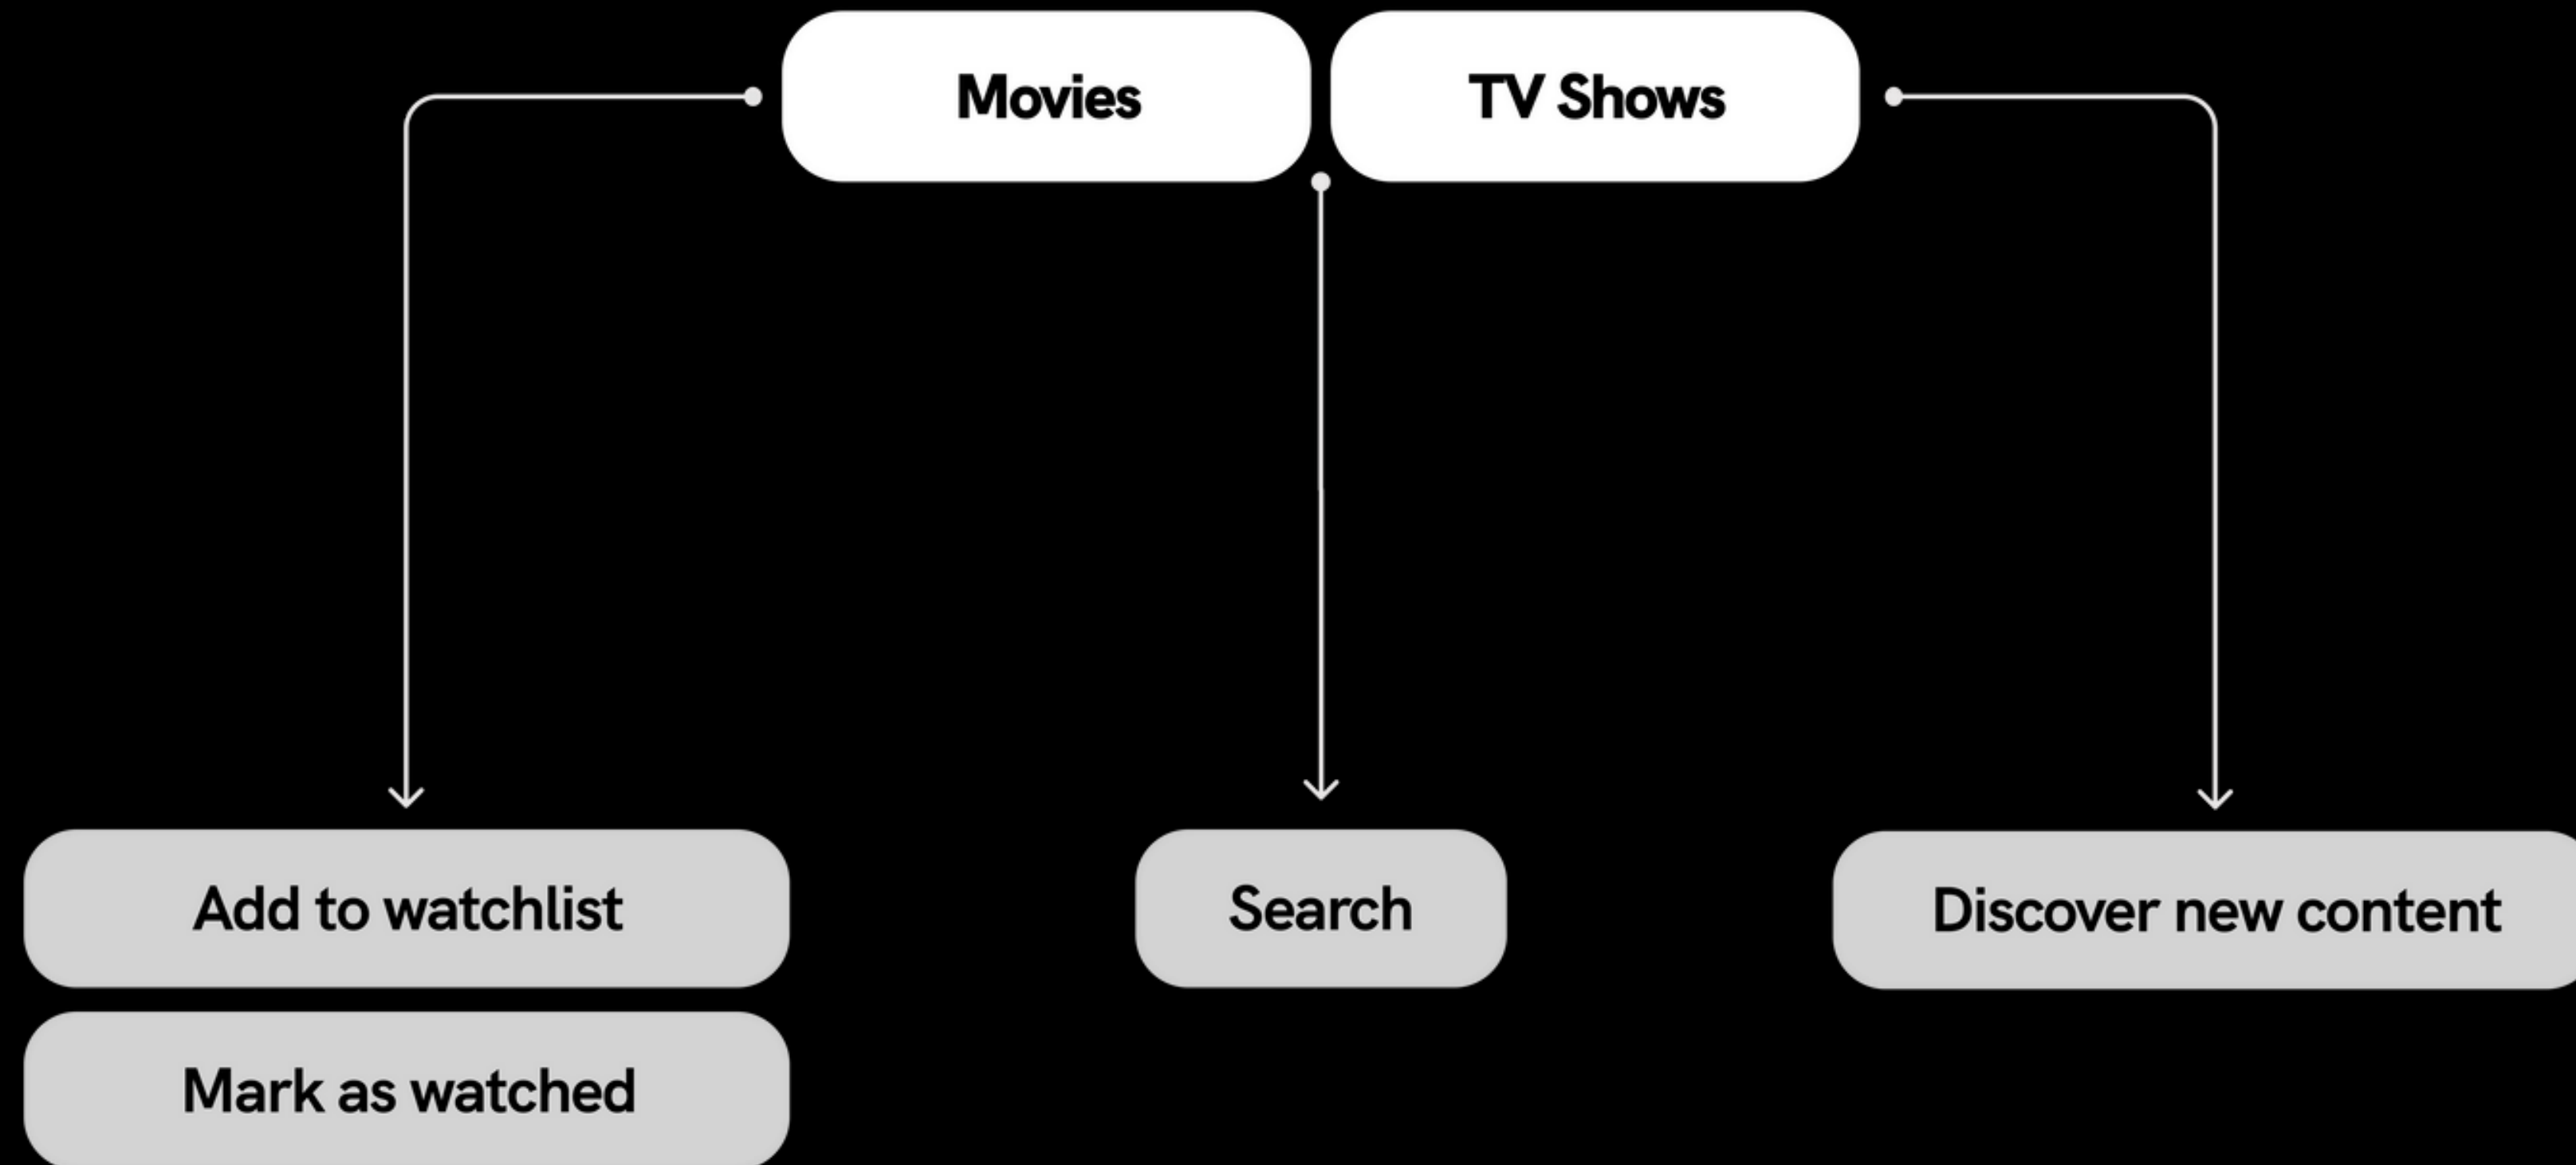 Movies
TV Shows
Add to watchlist
Search
Discover new content
Mark as watched